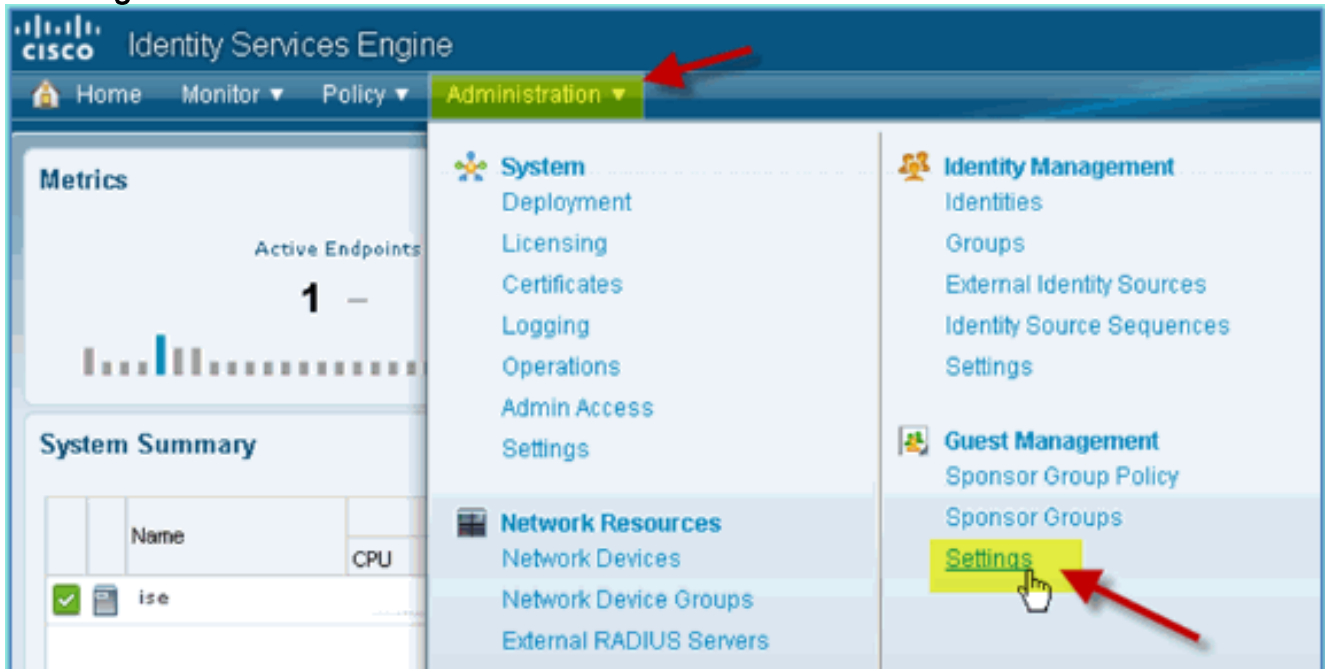 CISCO Identity Services Engine
Home Monitor ▼ Policy ▼ Administration ▼
Metrics
Active Endpoints
1 –
System Summary
Name
CPU
ise
System
Deployment
Licensing
Certificates
Logging
Operations
Admin Access
Settings
Network Resources
Network Devices
Network Device Groups
External RADIUS Servers
Identity Management
Identities
Groups
External Identity Sources
Identity Source Sequences
Settings
Guest Management
Sponsor Group Policy
Sponsor Groups
Settings